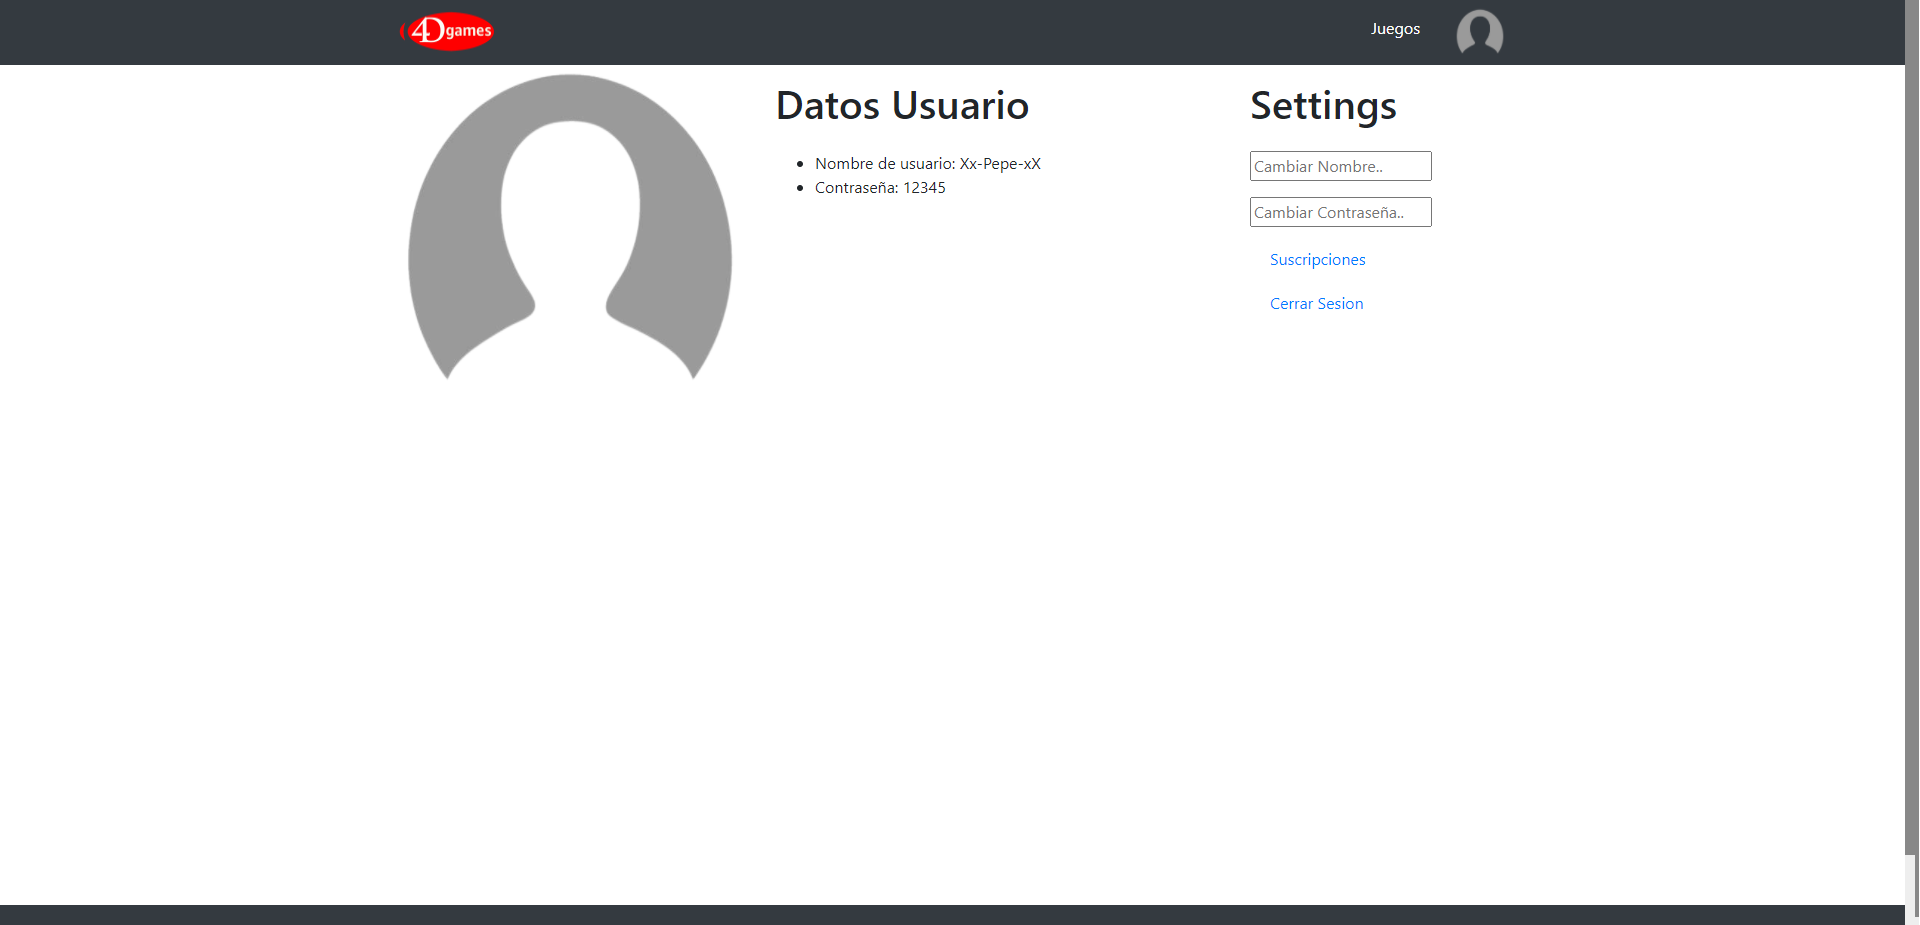 4Dgames
Juegos
Datos Usuario
Nombre de usuario: Xx-Pepe-xX
Contraseña: 12345
Settings
Cambiar Nombre..
Cambiar Contraseña..
Suscripciones
Cerrar Sesion